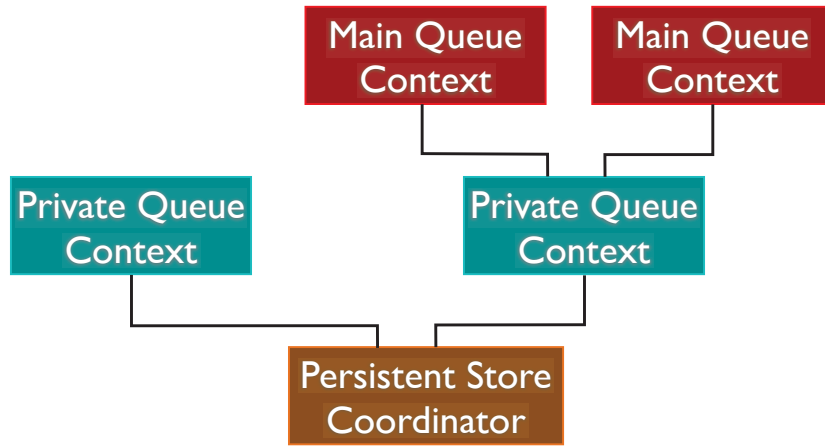 Main Queue
Context
Main Queue
Context
Private Queue
Context
Private Queue
Context
Persistent Store
Coordinator